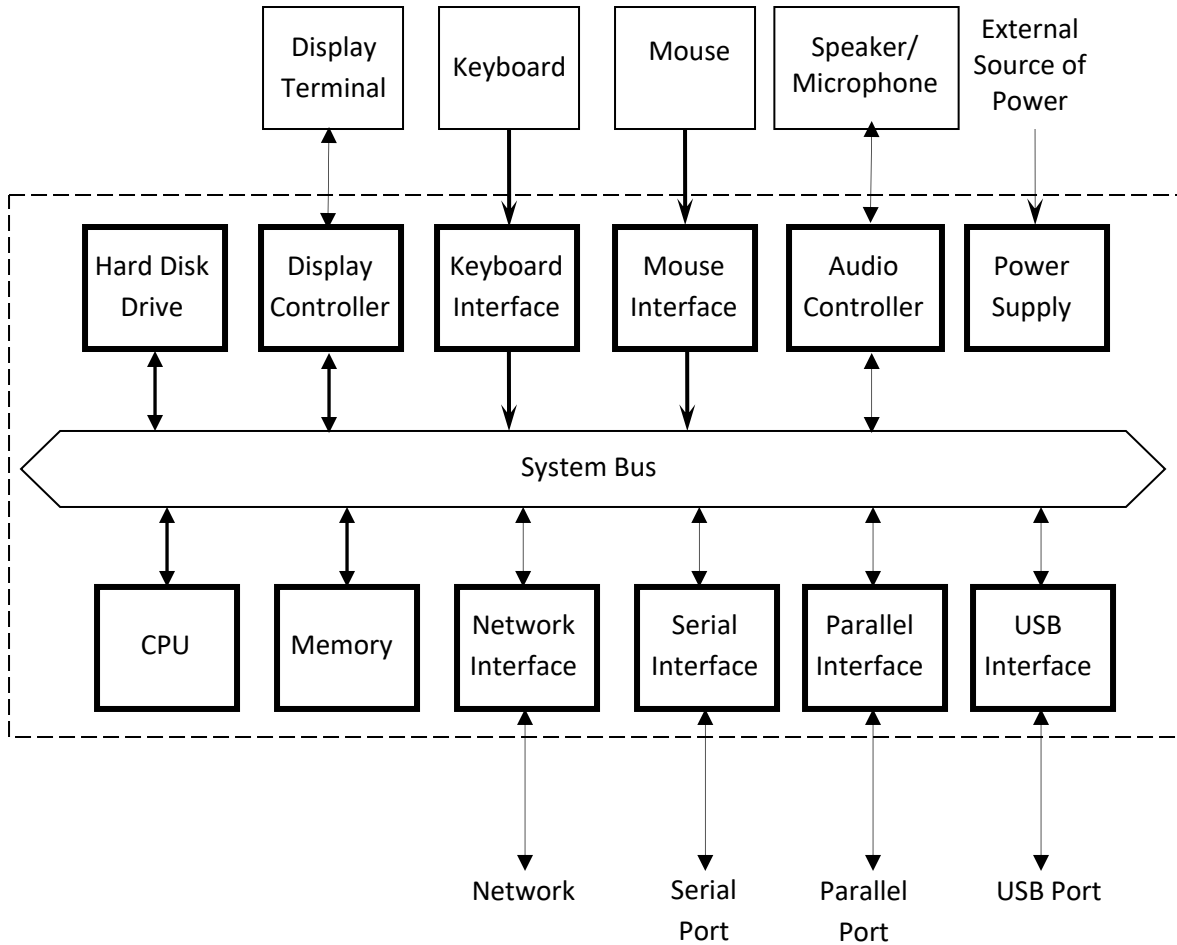 Display
Terminal
Keyboard
Mouse
Speaker/
Microphone
External
Source of
Power
Hard Disk
Drive
Display
Controller
Keyboard
Interface
Mouse
Interface
Audio
Controller
Power
Supply
System Bus
CPU
Memory
Network
Interface
Serial
Interface
Parallel
Interface
USB
Interface
Network
Serial
Port
Parallel
Port
USB Port